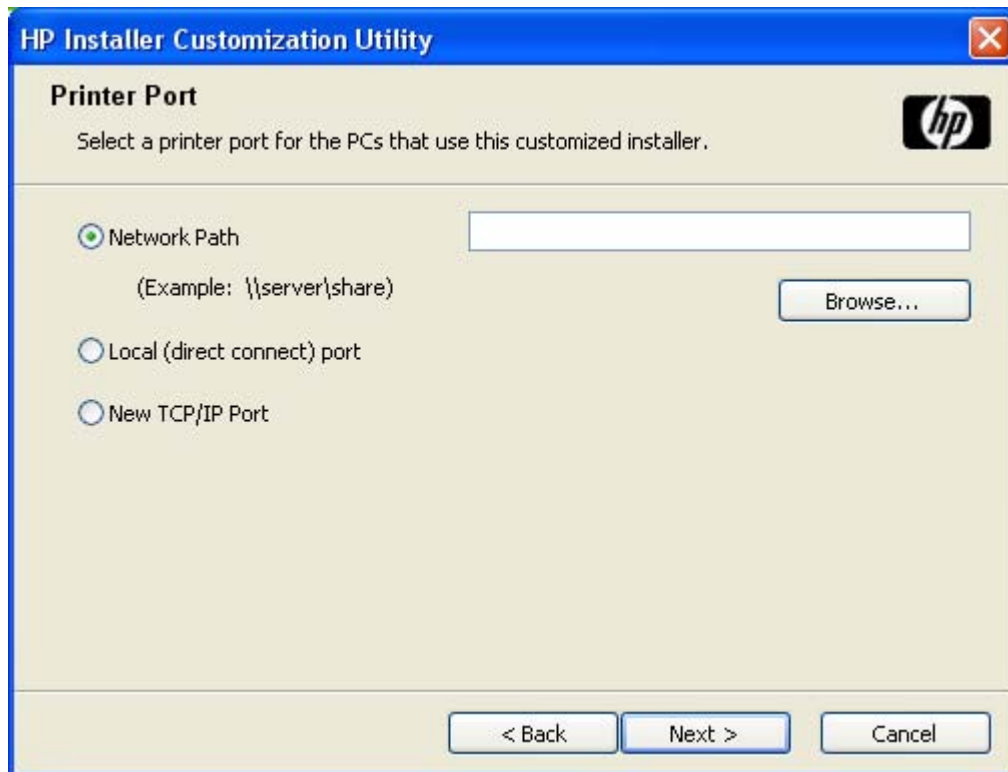 HP Installer Customization Utility
Printer Port
Select a printer port for the PCs that use this customized installer.
hp
Network Path
(Example: \\server\share)
Browse...
Local (direct connect) port
New TCP/IP Port
< Back
Next >
Cancel